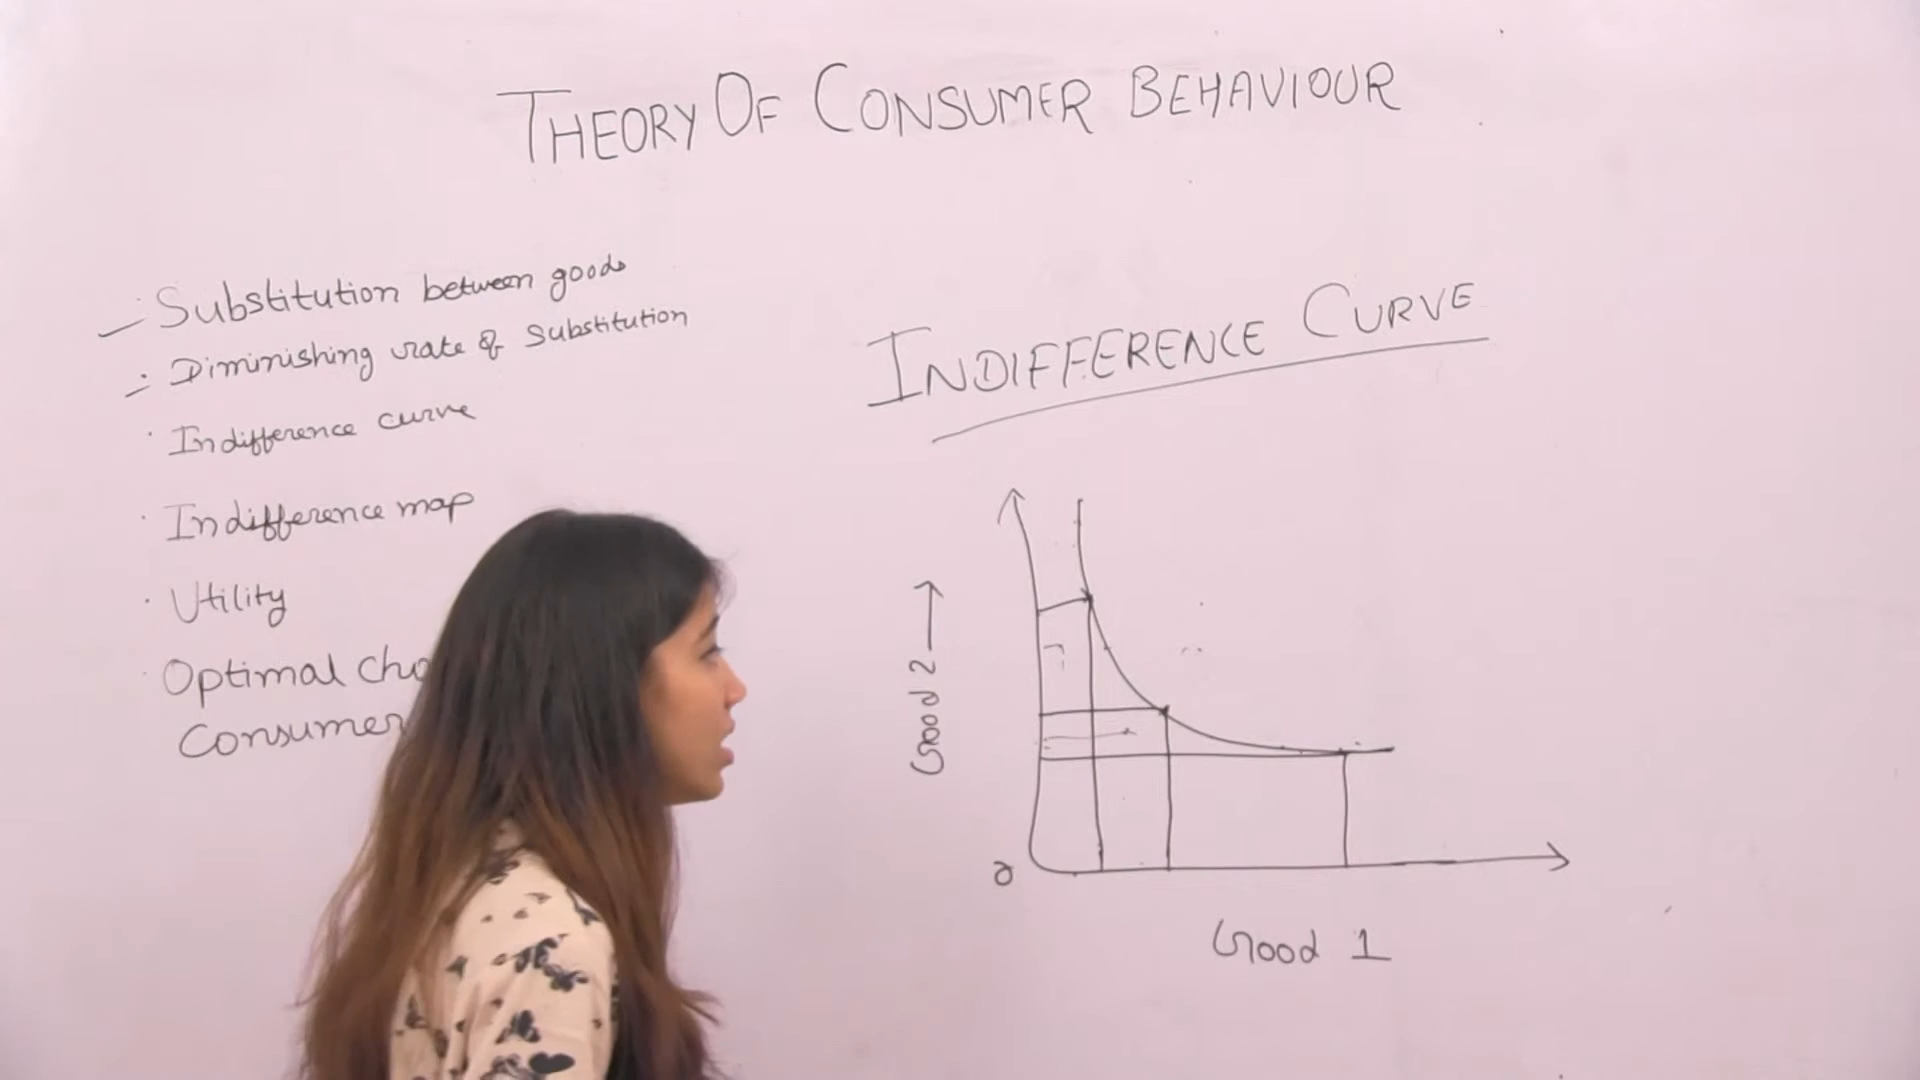 THEORY OF CONSUMER BEHAVIOUR
Substitution between goods
Diminishing rate of substitution
Indifference curve
Indifference map
Utility
Optimal
Consumer
INDIFFERENCE CURVE
Good 2
0
Good 1